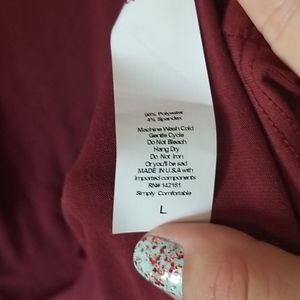 96% Polyester
4% Spandex
Machine Wash Cold
Gentle Cycle
Do Not Bleach
Hang Dry
Do Not Iron
Or you'll be sad
MADE IN U.S.A with
imported components
RN# 142181
Simply Comfortable
L